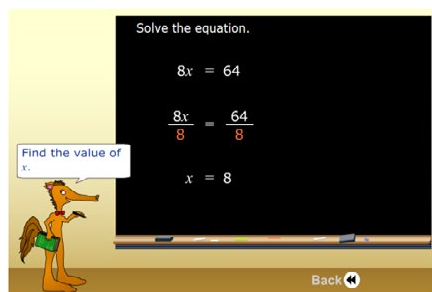 Solve the equation.
8x = 64
8x/8 = 64/8
x = 8
Find the value of
x.
Back